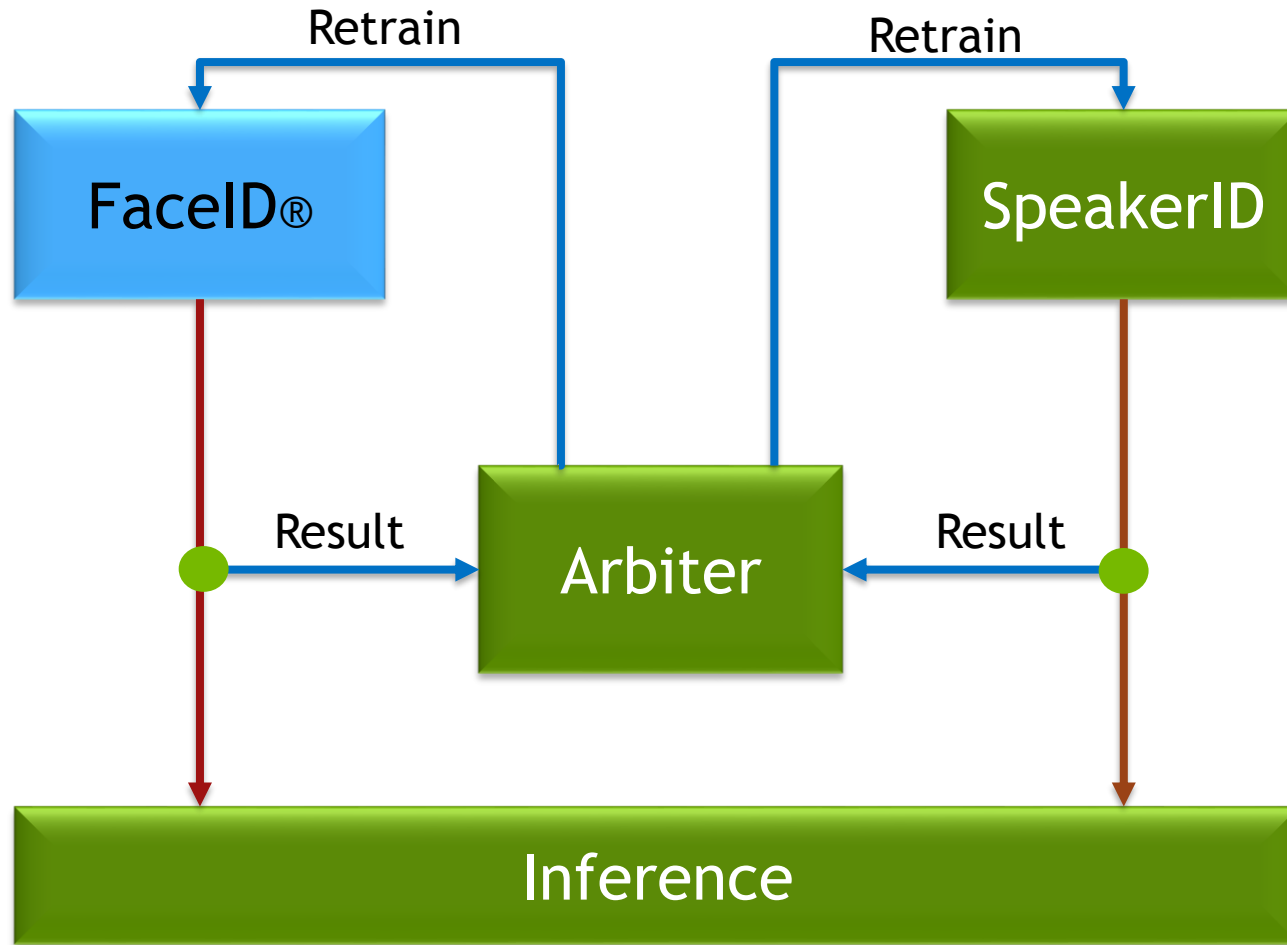 Retrain
Retrain
FaceID®
SpeakerID
Result
Result
Arbiter
Inference